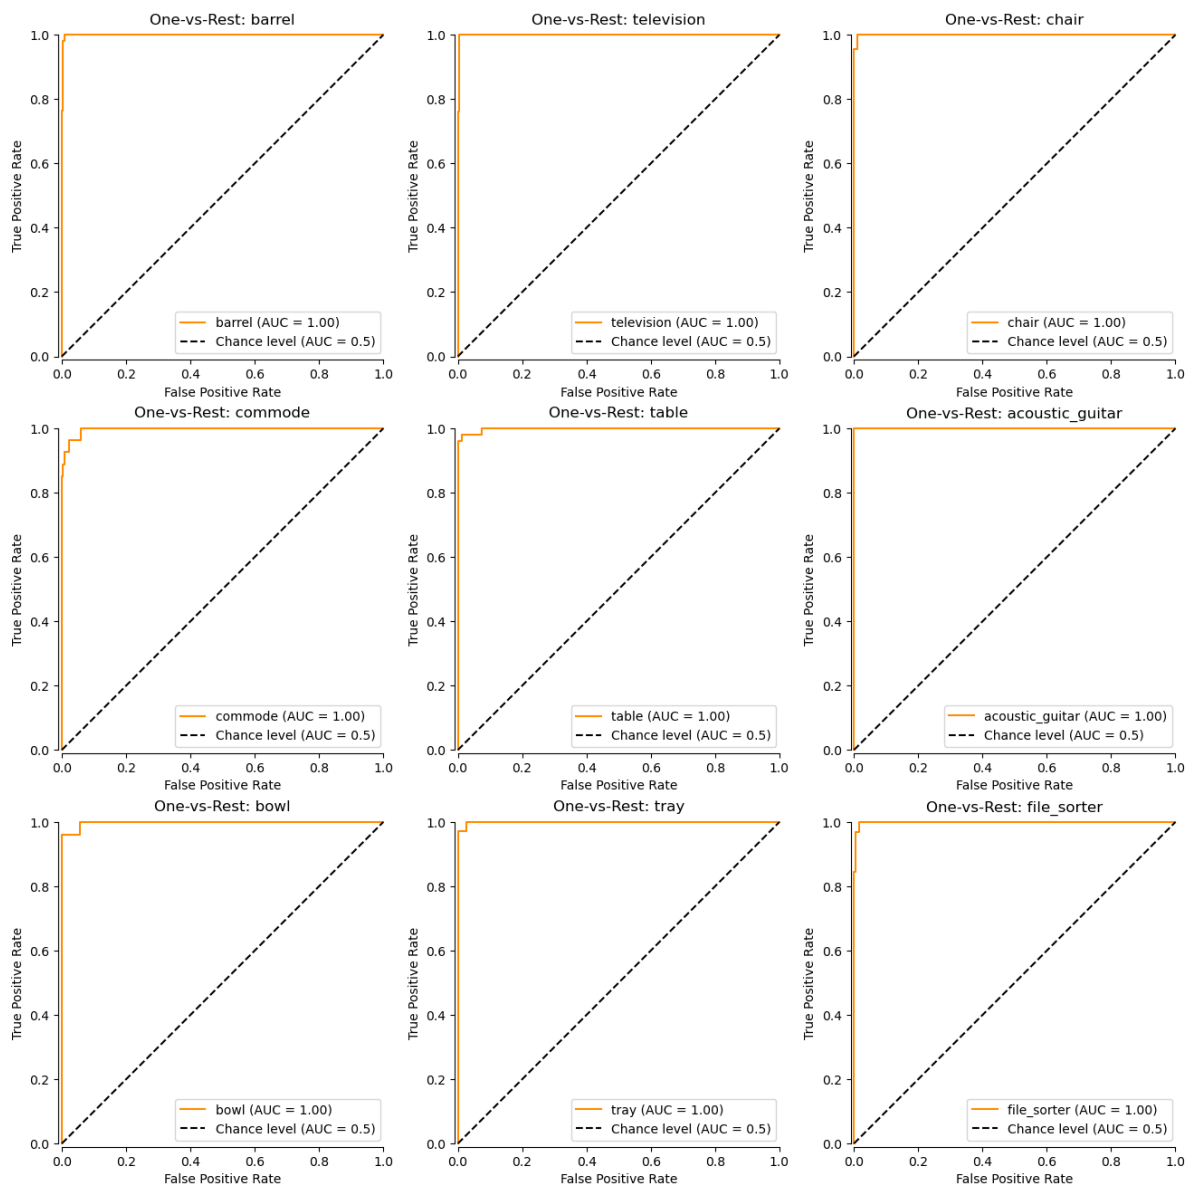 One-vs-Rest: barrel
1.0
0.8
0.6
0.4
0.2
0.0
True Positive Rate
barrel (AUC = 1.00)
Chance level (AUC = 0.5)
0.0 0.2 0.4 0.6 0.8 1.0
False Positive Rate
One-vs-Rest: television
1.0
0.8
0.6
0.4
0.2
0.0
True Positive Rate
television (AUC = 1.00)
Chance level (AUC = 0.5)
0.0 0.2 0.4 0.6 0.8 1.0
False Positive Rate
One-vs-Rest: chair
1.0
0.8
0.6
0.4
0.2
0.0
True Positive Rate
chair (AUC = 1.00)
Chance level (AUC = 0.5)
0.0 0.2 0.4 0.6 0.8 1.0
False Positive Rate
One-vs-Rest: commode
1.0
0.8
0.6
0.4
0.2
0.0
True Positive Rate
commode (AUC = 1.00)
Chance level (AUC = 0.5)
0.0 0.2 0.4 0.6 0.8 1.0
False Positive Rate
One-vs-Rest: table
1.0
0.8
0.6
0.4
0.2
0.0
True Positive Rate
table (AUC = 1.00)
Chance level (AUC = 0.5)
0.0 0.2 0.4 0.6 0.8 1.0
False Positive Rate
One-vs-Rest: acoustic_guitar
1.0
0.8
0.6
0.4
0.2
0.0
True Positive Rate
acoustic_guitar (AUC = 1.00)
Chance level (AUC = 0.5)
0.0 0.2 0.4 0.6 0.8 1.0
False Positive Rate
One-vs-Rest: bowl
1.0
0.8
0.6
0.4
0.2
0.0
True Positive Rate
bowl (AUC = 1.00)
Chance level (AUC = 0.5)
0.0 0.2 0.4 0.6 0.8 1.0
False Positive Rate
One-vs-Rest: tray
1.0
0.8
0.6
0.4
0.2
0.0
True Positive Rate
tray (AUC = 1.00)
Chance level (AUC = 0.5)
0.0 0.2 0.4 0.6 0.8 1.0
False Positive Rate
One-vs-Rest: file_sorter
1.0
0.8
0.6
0.4
0.2
0.0
True Positive Rate
file_sorter (AUC = 1.00)
Chance level (AUC = 0.5)
0.0 0.2 0.4 0.6 0.8 1.0
False Positive Rate